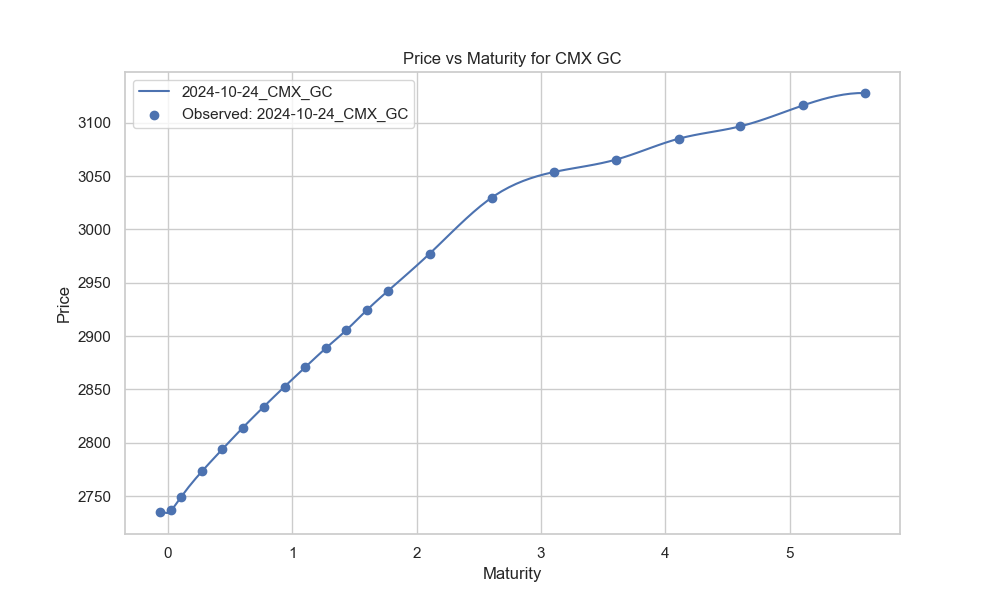 Price vs Maturity for CMX GC
2024-10-24_CMX_GC
Observed: 2024-10-24_CMX_GC
3100
3050
3000
2950
2900
2850
2800
2750
Price
0 1 2 3 4 5
Maturity